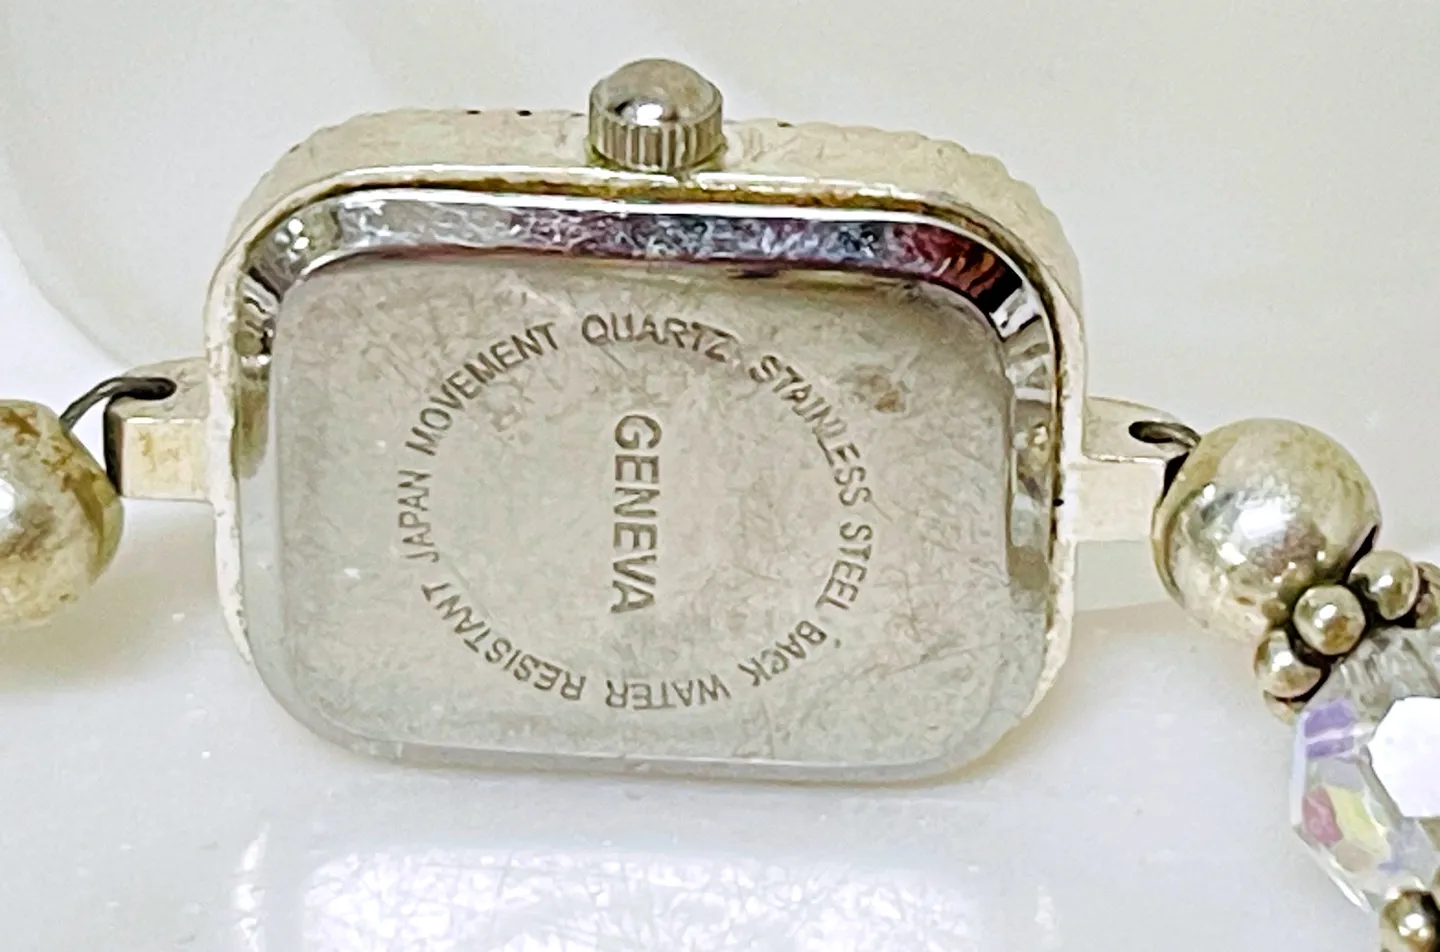 GENEVA
JAPAN MOVEMENT QUARTZ STAINLESS STEEL BACK WATER RESISTANT